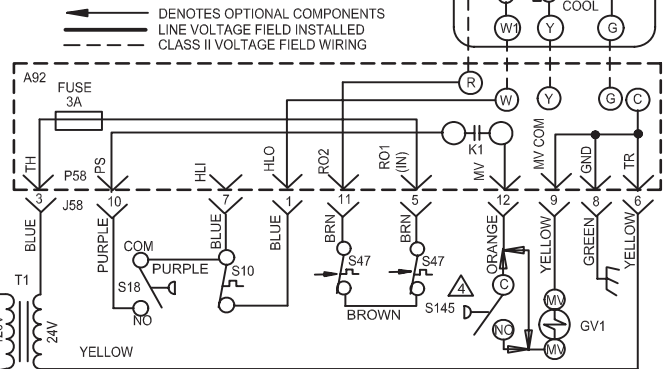 DENOTES OPTIONAL COMPONENTS
LINE VOLTAGE FIELD INSTALLED
CLASS II VOLTAGE FIELD WIRING
COOL
W1 Y G
A92
R
FUSE
3A
W Y G C
K1
TH
P58
PS
HLI
HLO
RO2
RO1
(IN)
MV
MV COM
GND
TR
3 J58 10 7 1 11 5 12 9 8 6
BLUE
PURPLE
BLUE
BLUE
BRN
BRN
ORANGE
YELLOW
GREEN
YELLOW
COM
PURPLE
S10
S18
NO
S47
S47
BROWN
4
S145
C
NO
MV
GV1
MV
T1
24V
YELLOW